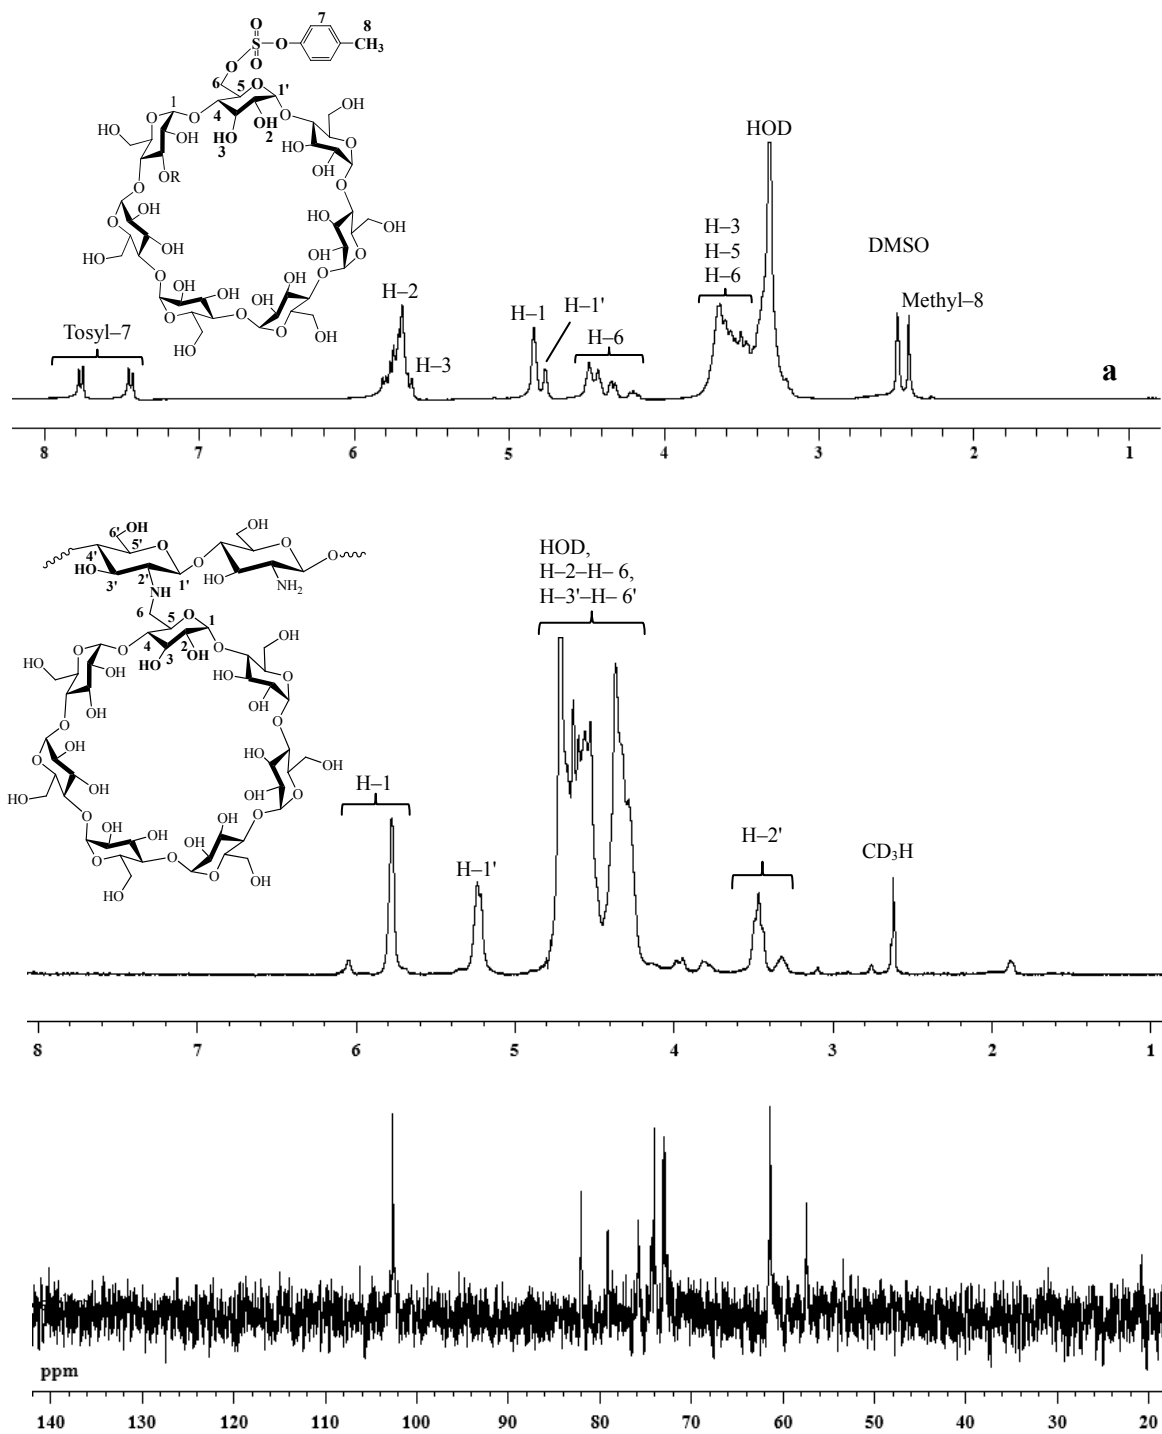 7
8
O
S
O
O
CH₃
O
6
5
O
1'
1
O
O
4
OH
2
HO
3
O
OH
HO
OH
OR
O
HO
OH
O
O
OH
O
OH
HO
O
OH
HO
OH
OH
O
O
O
OH
OH
OH
OH
O
O
O
HO
OH
Tosyl–7
H–2
H–3
H–1
H–1'
H–6
H–3
H–5
H–6
HOD
DMSO
Methyl–8
a
8 7 6 5 4 3 2 1
6'
OH
OH
4'
5'
O
O
O
O
HO
3'
2'
1'
HO
NH₂
NH
6
5
O
1
O
4
3
2
HO
OH
O
OH
O
HO
OH
HO
O
OH
OH
O
O
OH
O
OH
HO
O
OH
HO
OH
OH
O
O
O
OH
OH
OH
OH
O
O
O
HO
OH
H–1
H–1'
HOD,
H–2–H– 6,
H–3'–H– 6'
H–2'
CD₃H
8 7 6 5 4 3 2 1
ppm
140 130 120 110 100 90 80 70 60 50 40 30 20